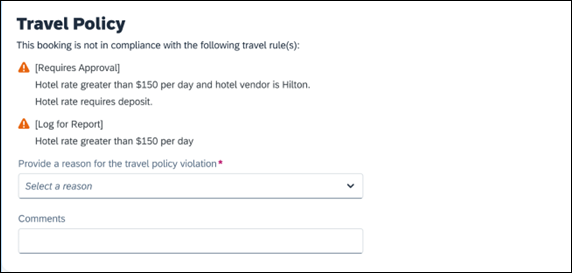 Travel Policy
This booking is not in compliance with the following travel rule(s):
[Requires Approval]
Hotel rate greater than $150 per day and hotel vendor is Hilton.
Hotel rate requires deposit.
[Log for Report]
Hotel rate greater than $150 per day
Provide a reason for the travel policy violation*
Select a reason
Comments